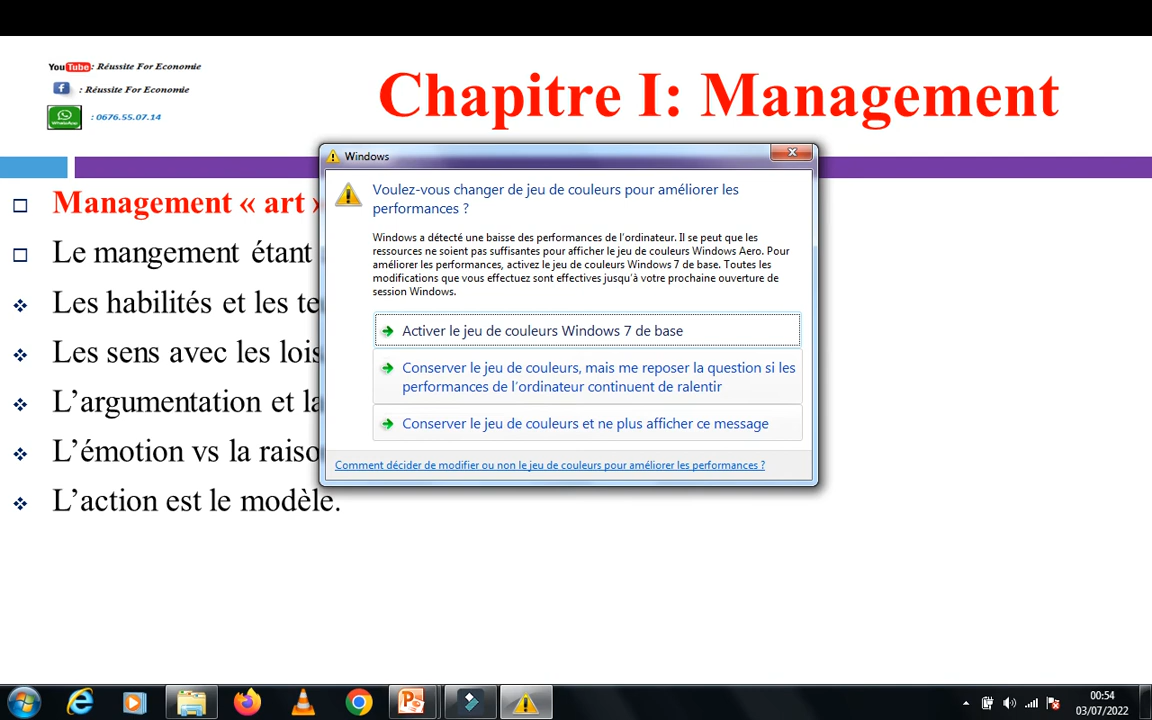 YouTube : Réussite For Economie
: Réussite For Economie
: 0676.55.07.14
Chapitre I: Management
Management « art »
Le mangement étant
Les habilités et les
Les sens avec les lois
L’argumentation et
L’émotion vs la raison
L’action est le modèle.
Windows
Voulez-vous changer de jeu de couleurs pour améliorer les
performances ?
Windows a détecté une baisse des performances de l’ordinateur. Il se peut que les
ressources ne soient pas suffisantes pour afficher le jeu de couleurs Windows Aero. Pour
améliorer les performances, activez le jeu de couleurs Windows 7 de base. Toutes les
modifications que vous effectuez sont effectives jusqu’à votre prochaine ouverture de
session Windows.
Activer le jeu de couleurs Windows 7 de base
Conserver le jeu de couleurs, mais me reposer la question si les
performances de l’ordinateur continuent de ralentir
Conserver le jeu de couleurs et ne plus afficher ce message
Comment décider de modifier ou non le jeu de couleurs pour améliorer les performances ?
00:54
03/07/2022